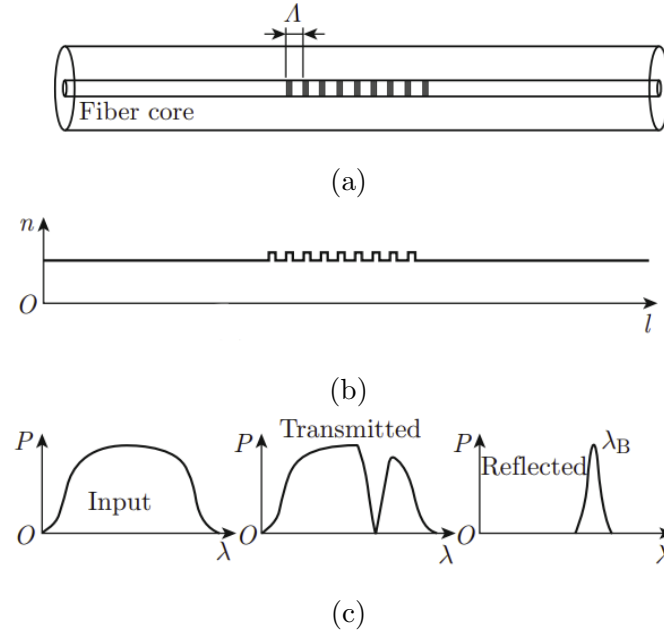 Λ
Fiber core
(a)
n
O
l
(b)
P
Input
O
λ
P
Transmitted
O
λ
P
Reflected
λB
O
λ
(c)